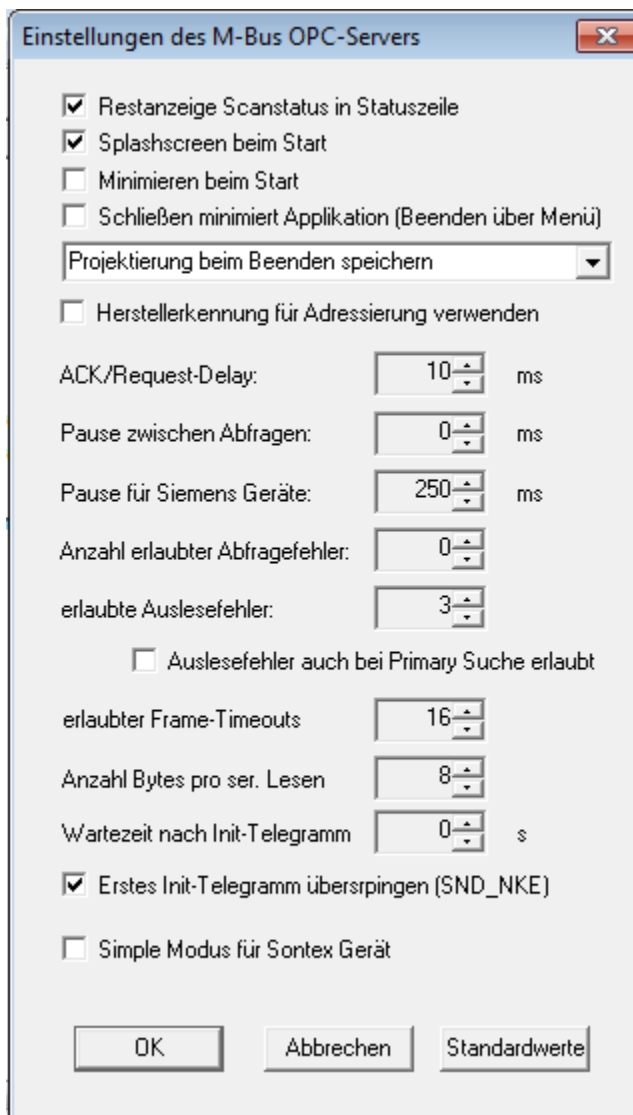 Einstellungen des M-Bus OPC-Servers
Restanzeige Scanstatus in Statuszeile
Splashscreen beim Start
Minimieren beim Start
Schließen minimiert Applikation (Beenden über Menü)
Projektierung beim Beenden speichern
Herstellerkennung für Adressierung verwenden
ACK/Request-Delay: 10 ms
Pause zwischen Abfragen: 0 ms
Pause für Siemens Geräte: 250 ms
Anzahl erlaubter Abfragefehler: 0
erlaubte Auslesefehler: 3
Auslesefehler auch bei Primary Suche erlaubt
erlaubter Frame-Timeouts 16
Anzahl Bytes pro ser. Lesen 8
Wartezeit nach Init-Telegramm 0 s
Erstes Init-Telegramm übersrpingen (SND_NKE)
Simple Modus für Sontex Gerät
OK Abbrechen Standardwerte